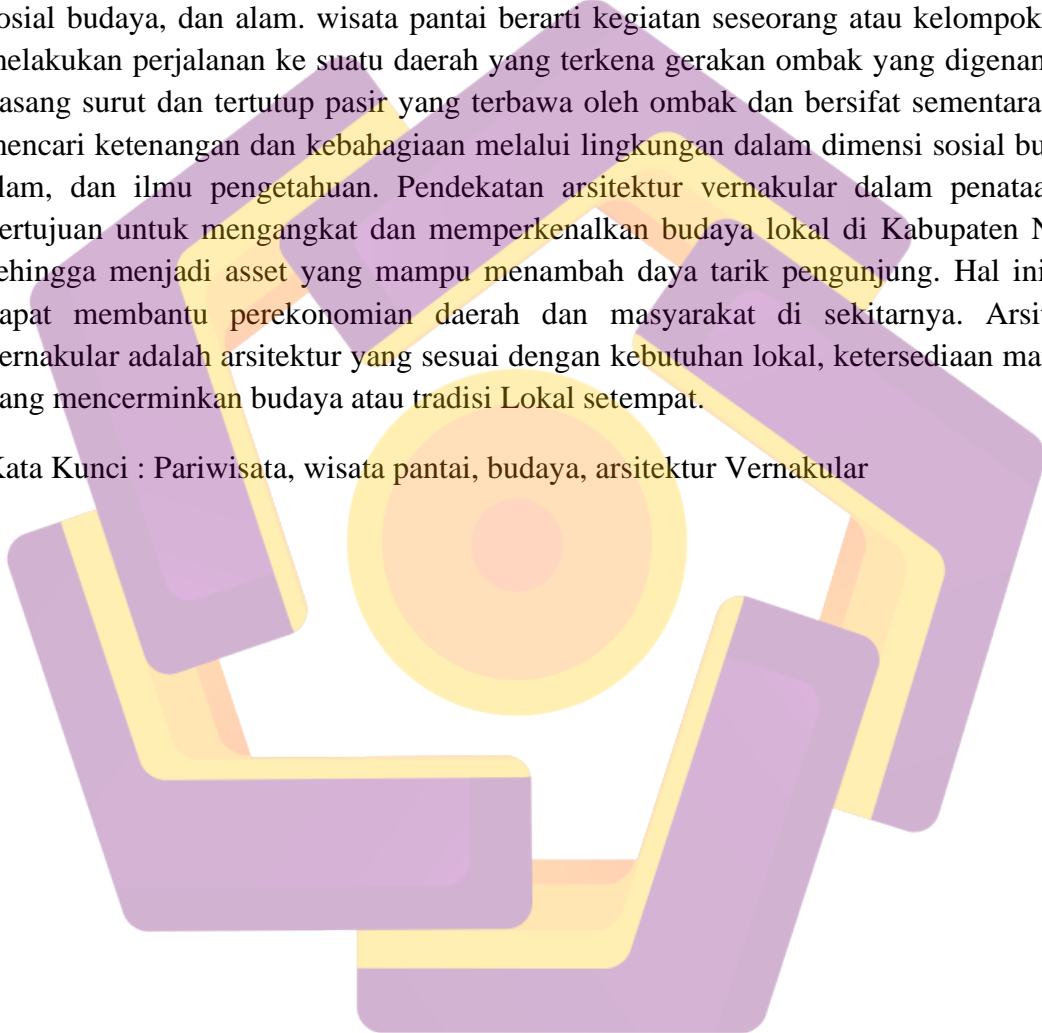 osial budaya, dan alam. wisata pantai berarti kegiatan seseorang atau kelompok
melakukan perjalanan ke suatu daerah yang terkena gerakan ombak yang digenan
asang surut dan tertutup pasir yang terbawa oleh ombak dan bersifat sementara
mencari ketenangan dan kebahagiaan melalui lingkungan dalam dimensi sosial bu
alam, dan ilmu pengetahuan. Pendekatan arsitektur vernakular dalam penataa
bertujuan untuk mengangkat dan memperkenalkan budaya lokal di Kabupaten N
sehingga menjadi asset yang mampu menambah daya tarik pengunjung. Hal ini
dapat membantu perekonomian daerah dan masyarakat di sekitarnya. Arsit
vernakular adalah arsitektur yang sesuai dengan kebutuhan lokal, ketersediaan ma
yang mencerminkan budaya atau tradisi Lokal setempat.
Kata Kunci : Pariwisata, wisata pantai, budaya, arsitektur Vernakular